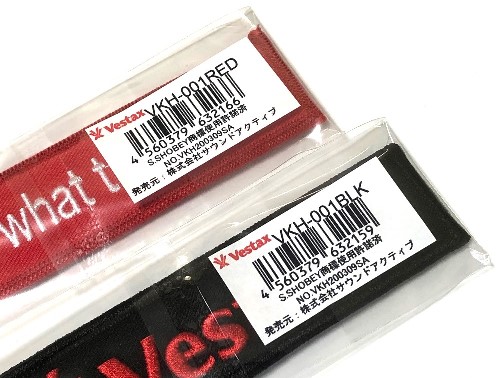 Vestax VKH-001RED
4 560379 632166
S.SHOBEY商標使用許諾済
NO.VKH200309SA
発売元：株式会社サウンドアクティブ
what t
Vestax VKH-001BLK
4 560379 632159
S.SHOBEY商標使用許諾済
NO.VKH200309SA
発売元：株式会社サウンドアクティブ
Vest